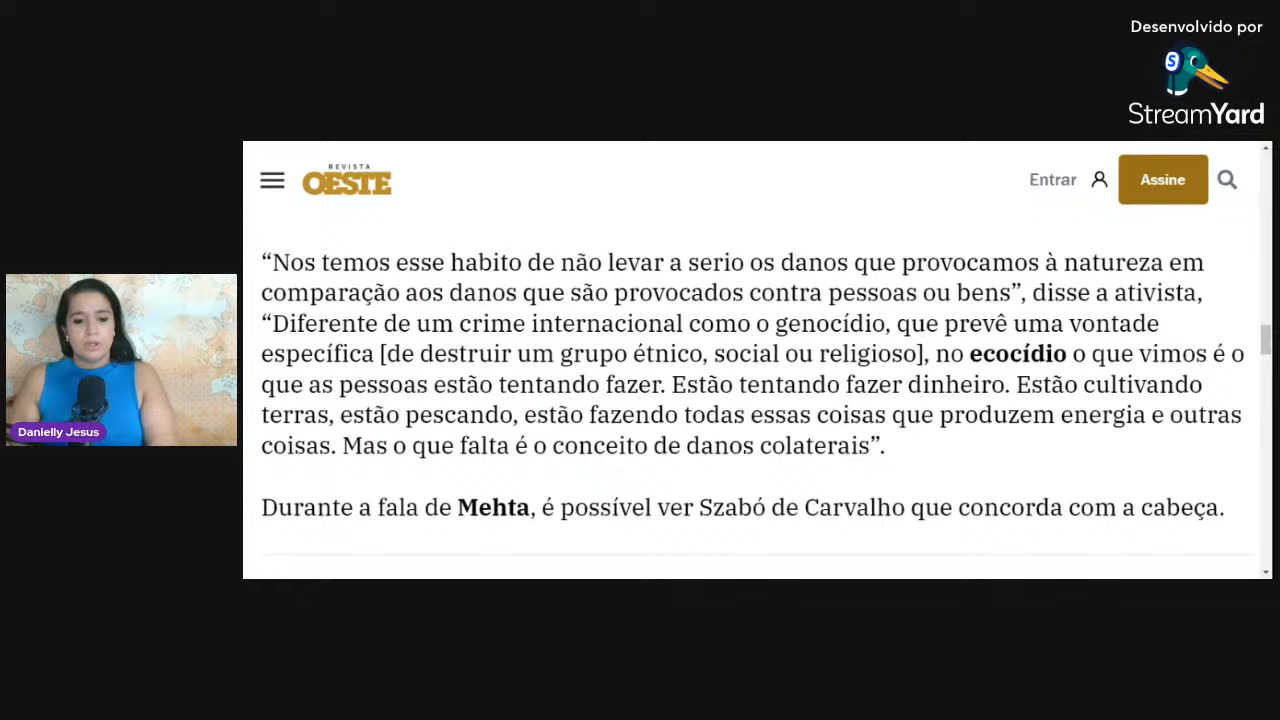 Desenvolvido por
S
StreamYard
REVISTA
OESTE
Entrar
Assine
“Nos temos esse habito de não levar a serio os danos que provocamos à natureza em
comparação aos danos que são provocados contra pessoas ou bens”, disse a ativista,
“Diferente de um crime internacional como o genocídio, que prevê uma vontade
específica [de destruir um grupo étnico, social ou religioso], no ecocídio o que vimos é o
que as pessoas estão tentando fazer. Estão tentando fazer dinheiro. Estão cultivando
terras, estão pescando, estão fazendo todas essas coisas que produzem energia e outras
coisas. Mas o que falta é o conceito de danos colaterais”.
Durante a fala de Mehta, é possível ver Szabó de Carvalho que concorda com a cabeça.
Danielly Jesus